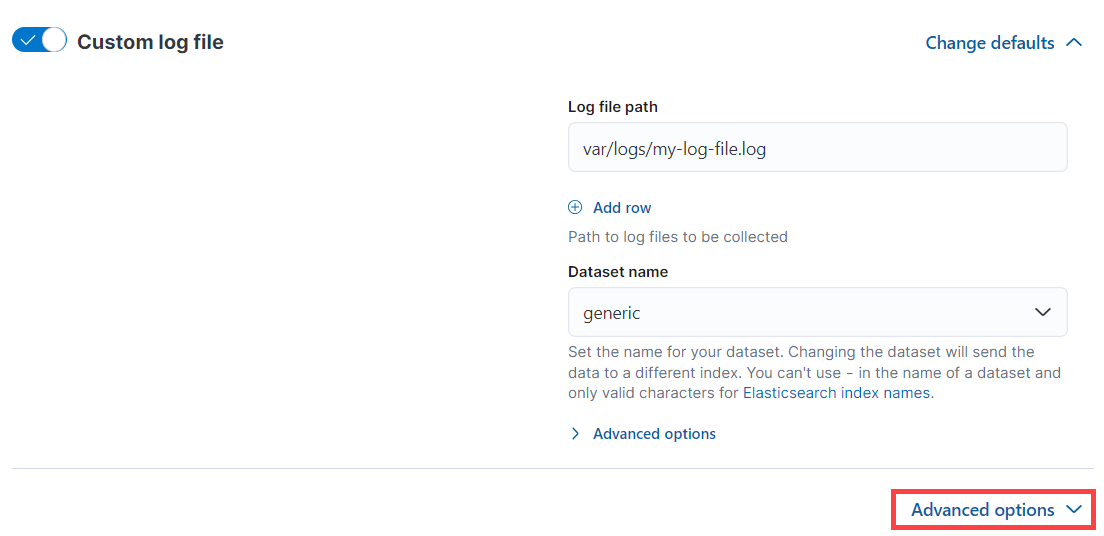 Custom log file
Change defaults
Log file path
var/logs/my-log-file.log
Add row
Path to log files to be collected
Dataset name
generic
Set the name for your dataset. Changing the dataset will send the
data to a different index. You can't use - in the name of a dataset and
only valid characters for Elasticsearch index names.
Advanced options
Advanced options